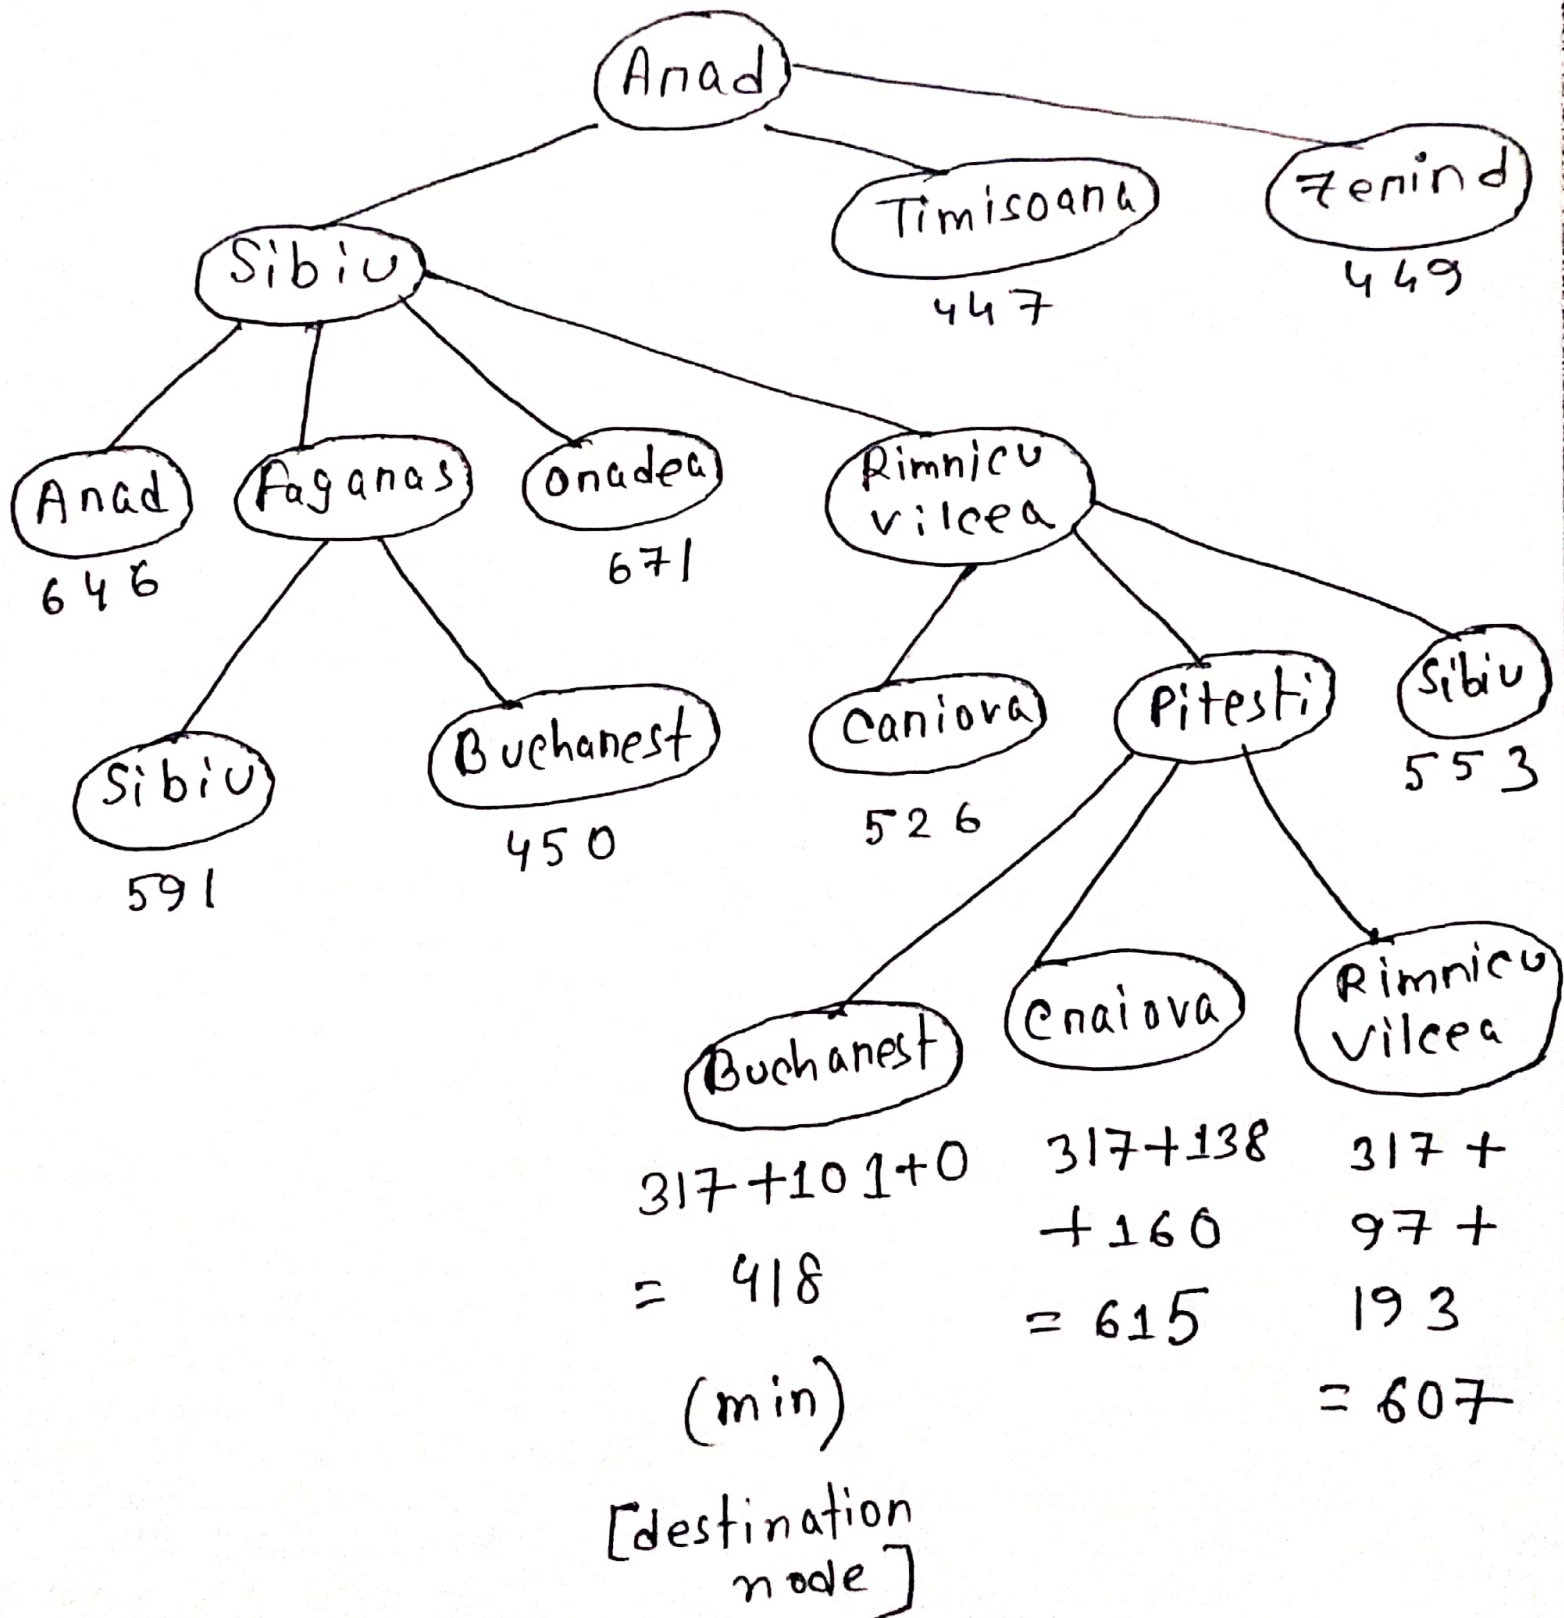 Anad
Timisoana
Zenind
447
449
Sibiu
Anad
Faganas
Onadea
Rimnicu
vilcea
646
671
Sibiu
Buchanest
Caniova
Pitesti
Sibiu
591
450
526
553
Buchanest
Cnaiova
Rimnicu
Vilcea
317+101+0
= 418
(min)
[destination
node]
317+138
+160
= 615
317+
97+
193
= 607